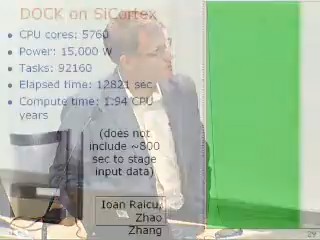 DOCK on SiCortex
CPU cores: 5760
Power: 15,000 W
Tasks: 92160
Elapsed time: 12821 sec
Compute time: 1.94 CPU
years
(does not
include ~800
sec to stage
input data)
Ioan Raicu,
Zhao
Zhang